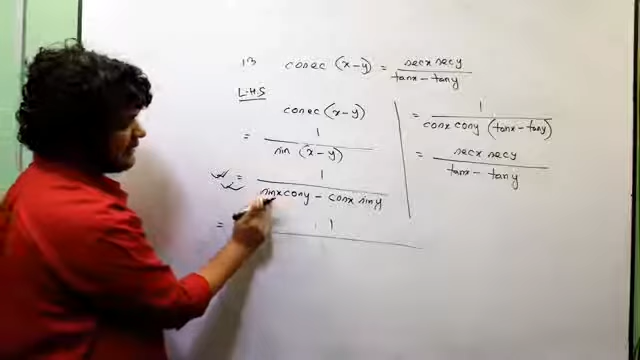 13 cosec (x-y) = secx secy / tanx - tany
L.H.S
cosec (x-y)
= 1 / sin (x-y)
= 1 / sinx cosy - cosx siny
= 1
= 1 / cosx cosy (tanx - tany)
= secx secy / tanx - tany